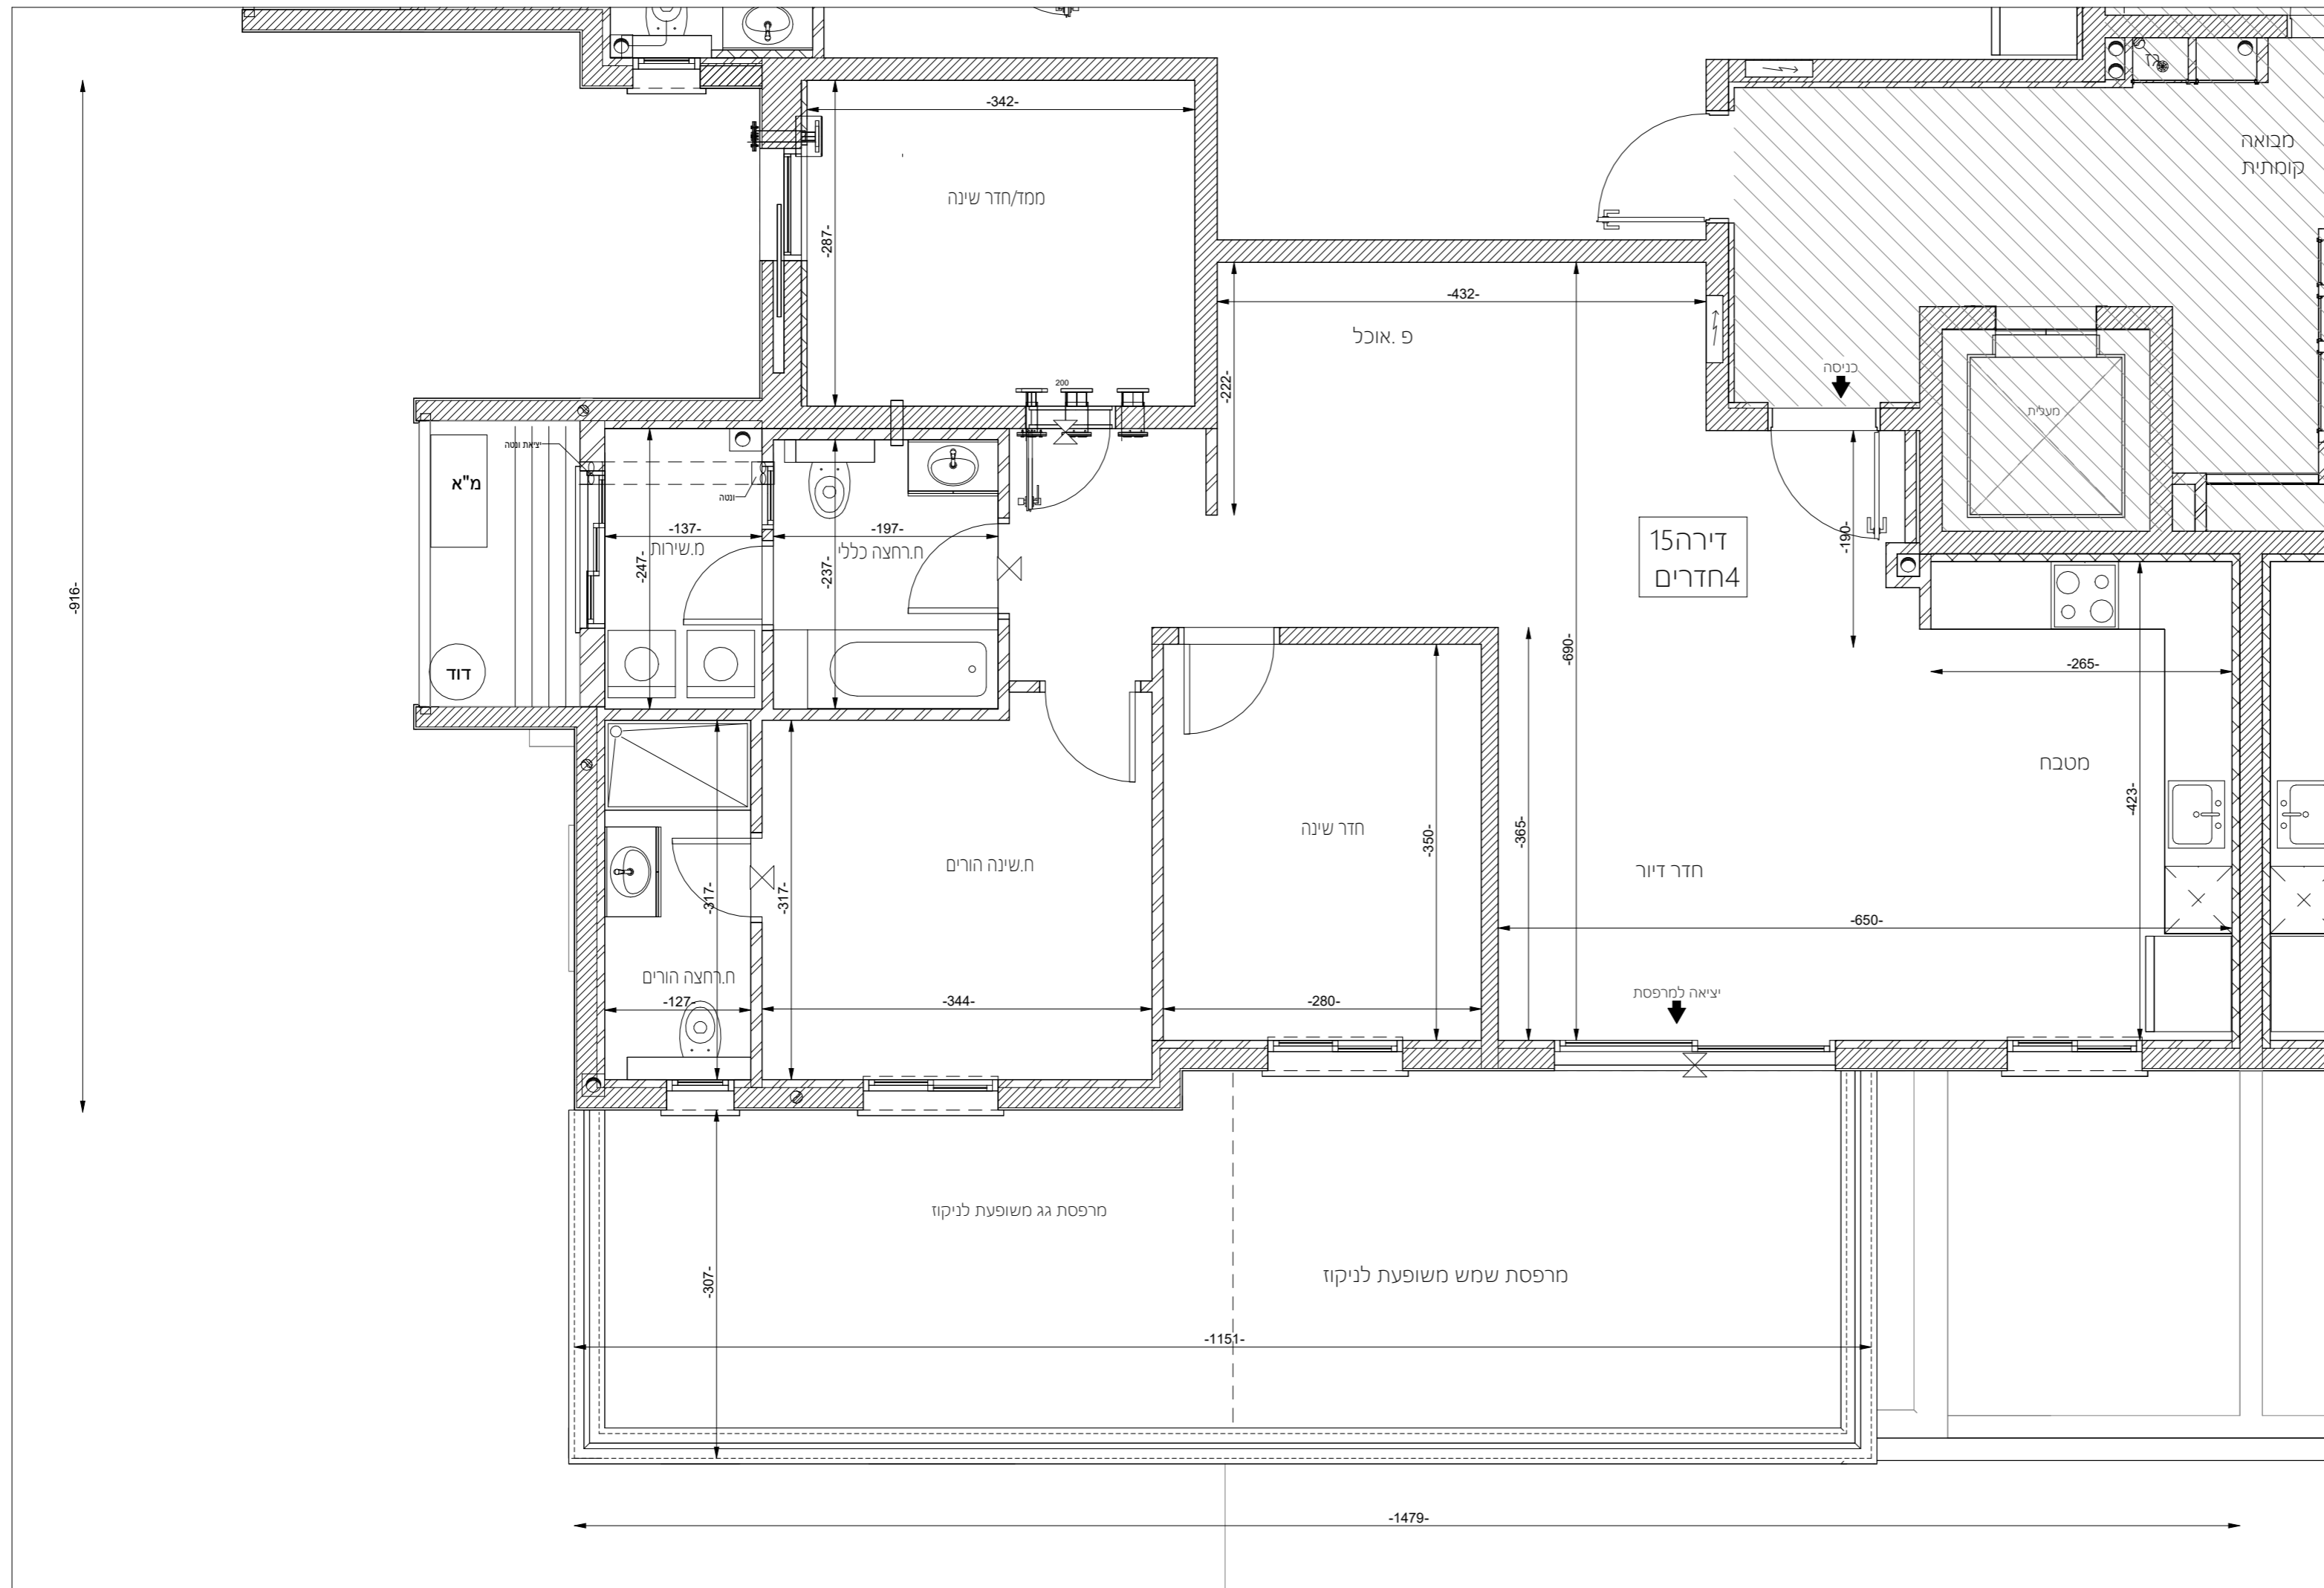 כד
-342-
מבואה
קומתית
ממד/חדר שינה
-287-
-432-
-222-
פ .אוכל
כניסה
200
מעלית
יציאת ונטה
מ"א
ונטה
-137-
מ.שירות
-197-
ח.רחצה כללי
-247-
-237-
-190-
דירה15
4חדרים
-916-
-690-
דוד
-265-
מטבח
-423-
חדר שינה
-350-
-365-
ח.שינה הורים
חדר דיור
-317-
-317-
-650-
ח.רחצה הורים
יציאה למרפסת
-127-
-344-
-280-
מרפסת גג משופעת לניקוז
מרפסת שמש משופעת לניקוז
-307-
-1151-
-1479-